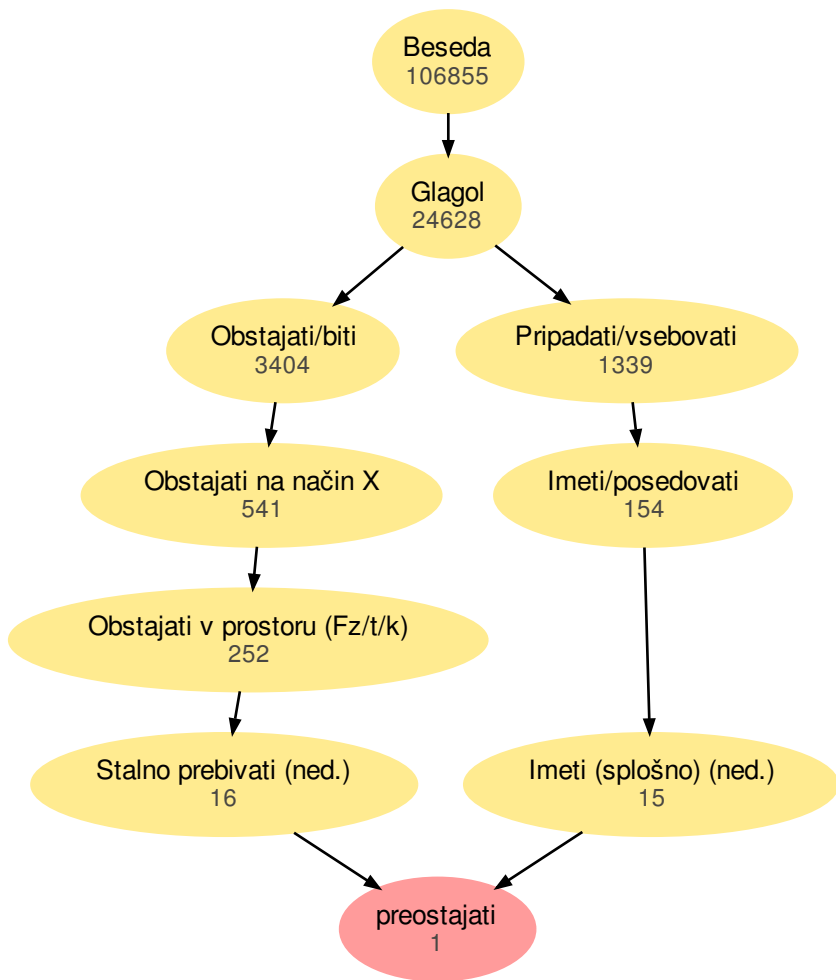 Beseda
106855
Glagol
24628
Obstajati/biti
3404
Pripadati/vsebovati
1339
Obstajati na način X
541
Imeti/posedovati
154
Obstajati v prostoru (Fz/t/k)
252
Stalno prebivati (ned.)
16
Imeti (splošno) (ned.)
15
preostajati
1